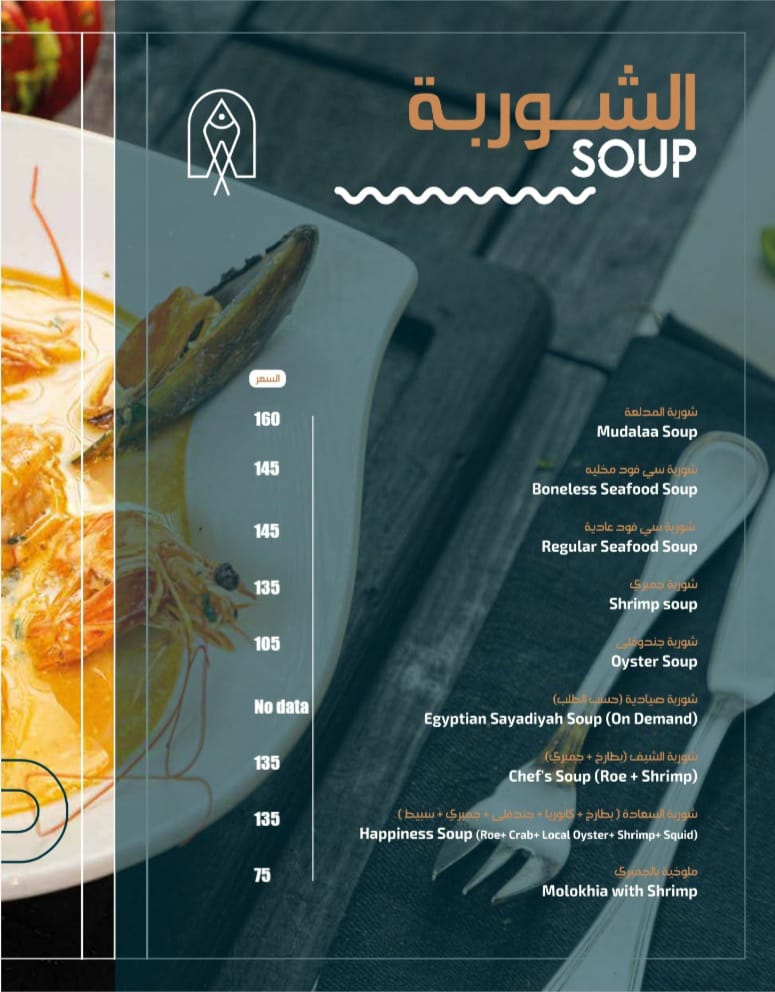 الشوربة
SOUP
السعر
شوربة المدلعة
160
Mudalaa Soup
شوربة سي فود مخليه
145
Boneless Seafood Soup
شوربة سي فود عادية
145
Regular Seafood Soup
شوربة جمبري
135
Shrimp soup
شوربة جندوفلى
105
Oyster Soup
شوربة صيادية (حسب الطلب)
No data
Egyptian Sayadiyah Soup (On Demand)
شوربة الشيف (بطارخ + جمبري)
135
Chef's Soup (Roe + Shrimp)
شوربة السعادة ( بطارخ + كابوريا + جندفلى + جمبري + سبيط )
135
Happiness Soup (Roe+ Crab+ Local Oyster+ Shrimp+ Squid)
ملوخية بالجمبري
75
Molokhia with Shrimp